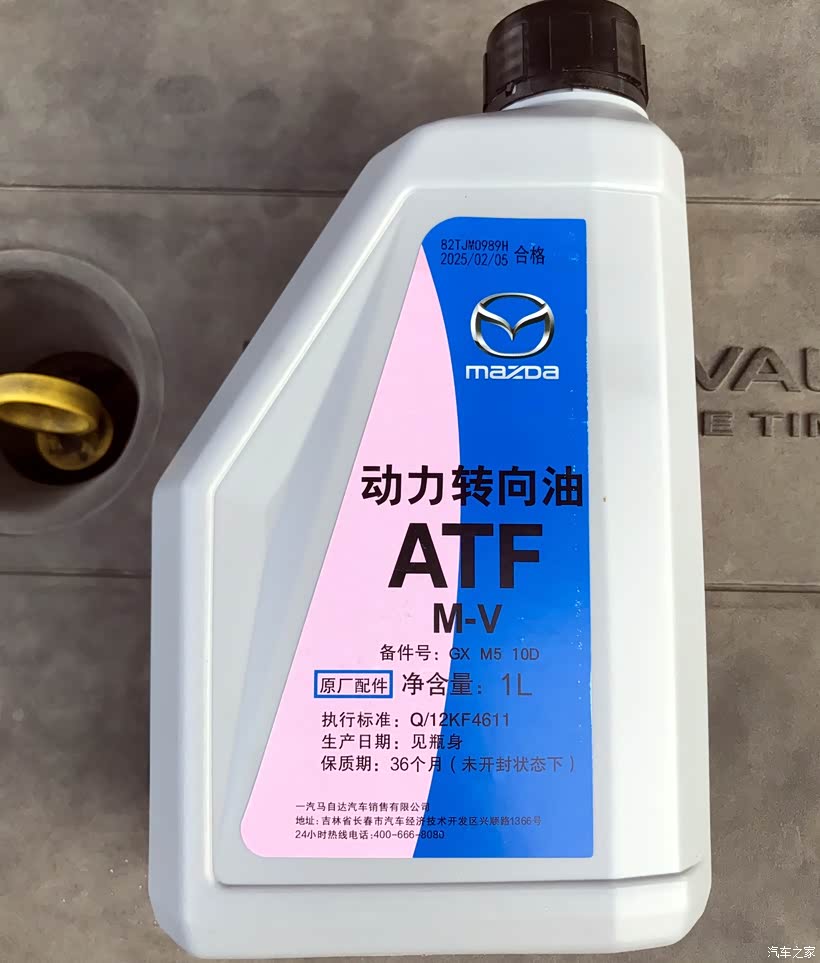 82TJM0989H
2025/02/05 合格
mazda
动力转向油
ATF
M-V
备件号：GX M5 10D
原厂配件 净含量：1L
执行标准：Q/12KF4611
生产日期：见瓶身
保质期：36个月（未开封状态下）
一汽马自达汽车销售有限公司
地址:吉林省长春市汽车经济技术开发区兴顺路1366号
24小时热线电话:400-666-8080
VAU
E TIM
汽车之家